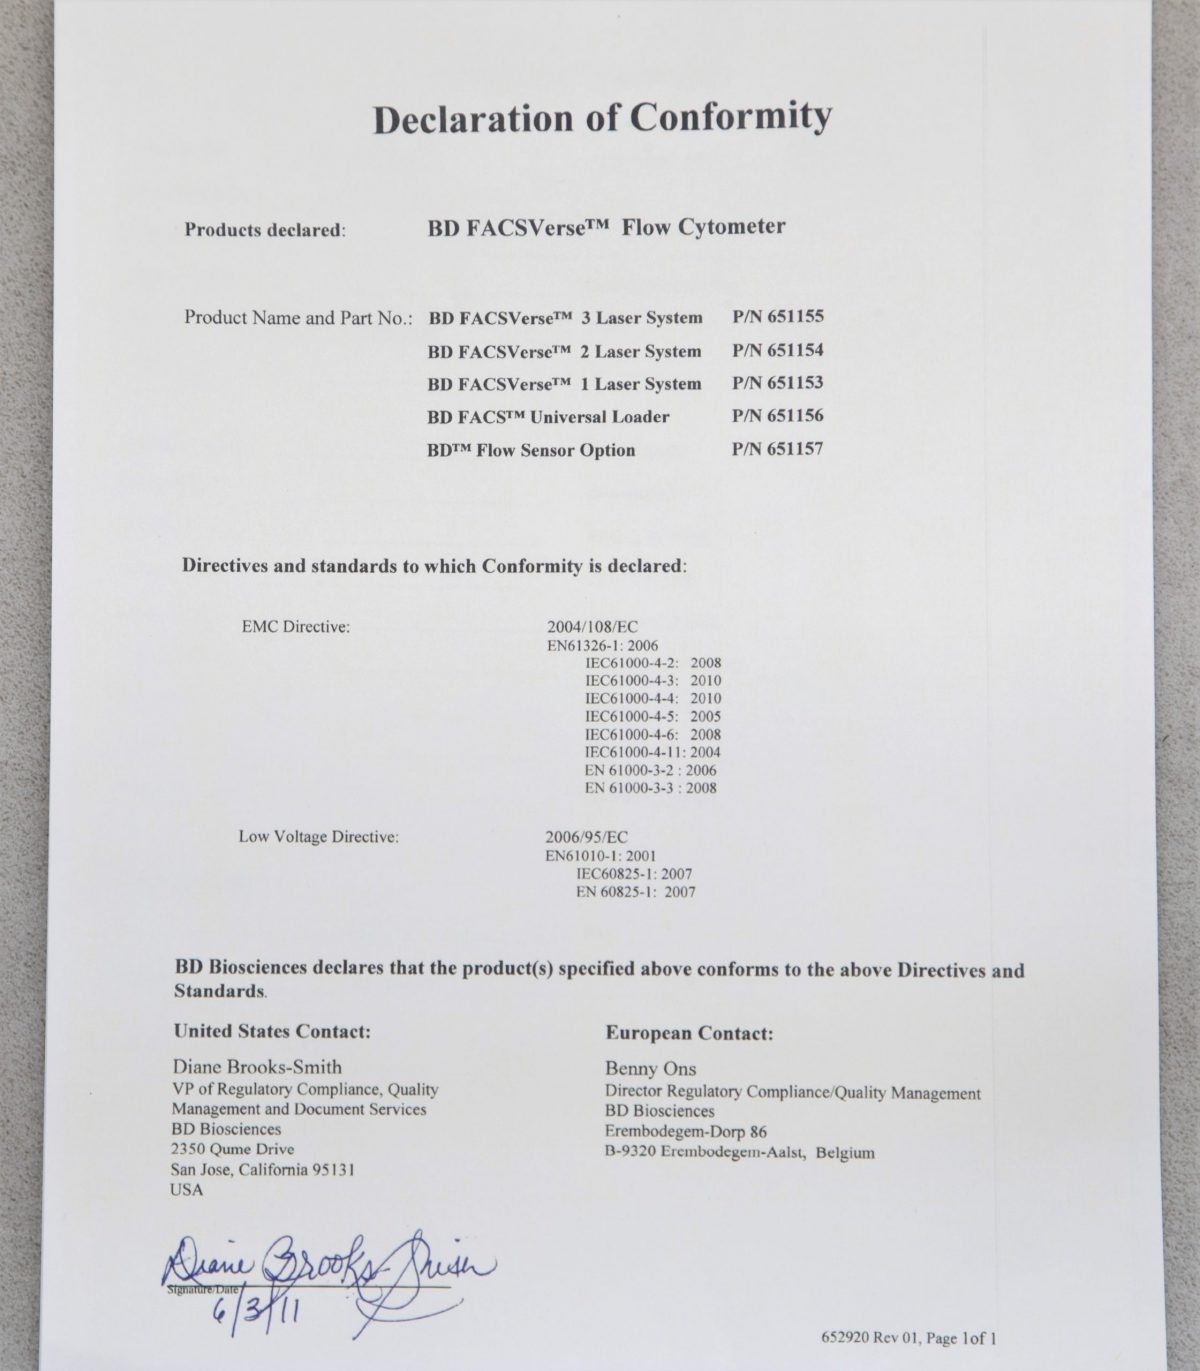 Declaration of Conformity
Products declared: BD FACSVerse™ Flow Cytometer
Product Name and Part No.: BD FACSVerse™ 3 Laser System P/N 651155
BD FACSVerse™ 2 Laser System P/N 651154
BD FACSVerse™ 1 Laser System P/N 651153
BD FACS™ Universal Loader P/N 651156
BD™ Flow Sensor Option P/N 651157
Directives and standards to which Conformity is declared:
EMC Directive: 2004/108/EC
EN61326-1: 2006
IEC61000-4-2: 2008
IEC61000-4-3: 2010
IEC61000-4-4: 2010
IEC61000-4-5: 2005
IEC61000-4-6: 2008
IEC61000-4-11: 2004
EN 61000-3-2 : 2006
EN 61000-3-3 : 2008
Low Voltage Directive: 2006/95/EC
EN61010-1: 2001
IEC60825-1: 2007
EN 60825-1: 2007
BD Biosciences declares that the product(s) specified above conforms to the above Directives and
Standards.
United States Contact:
Diane Brooks-Smith
VP of Regulatory Compliance, Quality
Management and Document Services
BD Biosciences
2350 Qume Drive
San Jose, California 95131
USA
European Contact:
Benny Ons
Director Regulatory Compliance/Quality Management
BD Biosciences
Erembodegem-Dorp 86
B-9320 Erembodegem-Aalst, Belgium
Diane Brooks-Smith
Signature/Date
6/3/11
652920 Rev 01, Page 1of 1